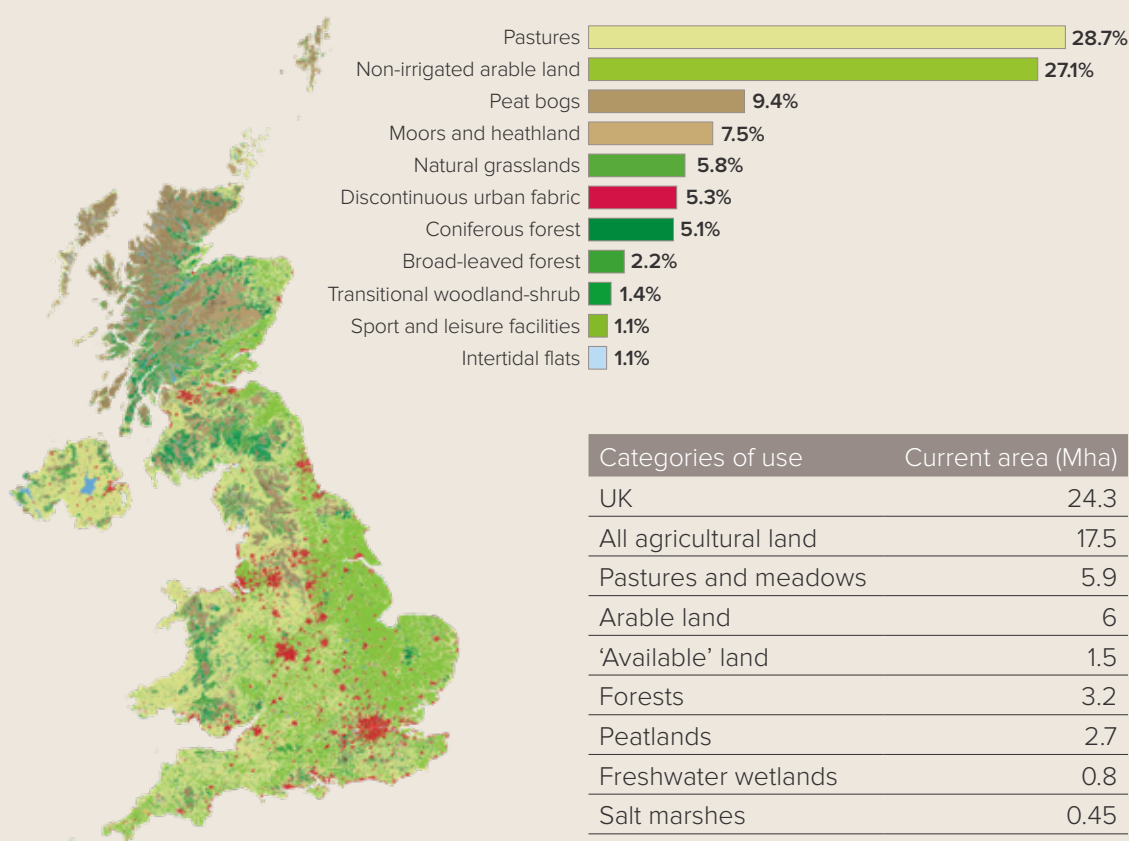 Pastures 28.7%
Non-irrigated arable land 27.1%
Peat bogs 9.4%
Moors and heathland 7.5%
Natural grasslands 5.8%
Discontinuous urban fabric 5.3%
Coniferous forest 5.1%
Broad-leaved forest 2.2%
Transitional woodland-shrub 1.4%
Sport and leisure facilities 1.1%
Intertidal flats 1.1%
Categories of use Current area (Mha)
UK 24.3
All agricultural land 17.5
Pastures and meadows 5.9
Arable land 6
‘Available’ land 1.5
Forests 3.2
Peatlands 2.7
Freshwater wetlands 0.8
Salt marshes 0.45